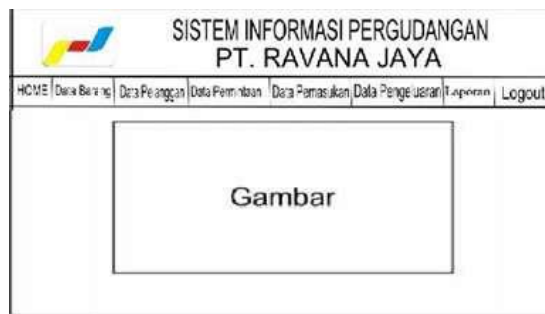 SISTEM INFORMASI PERGUDANGAN
PT. RAVANA JAYA
HOME Data Barang Data Pelanggan Data Permintaan Data Pemasukan Data Pengeluaran Laporan Logout
Gambar